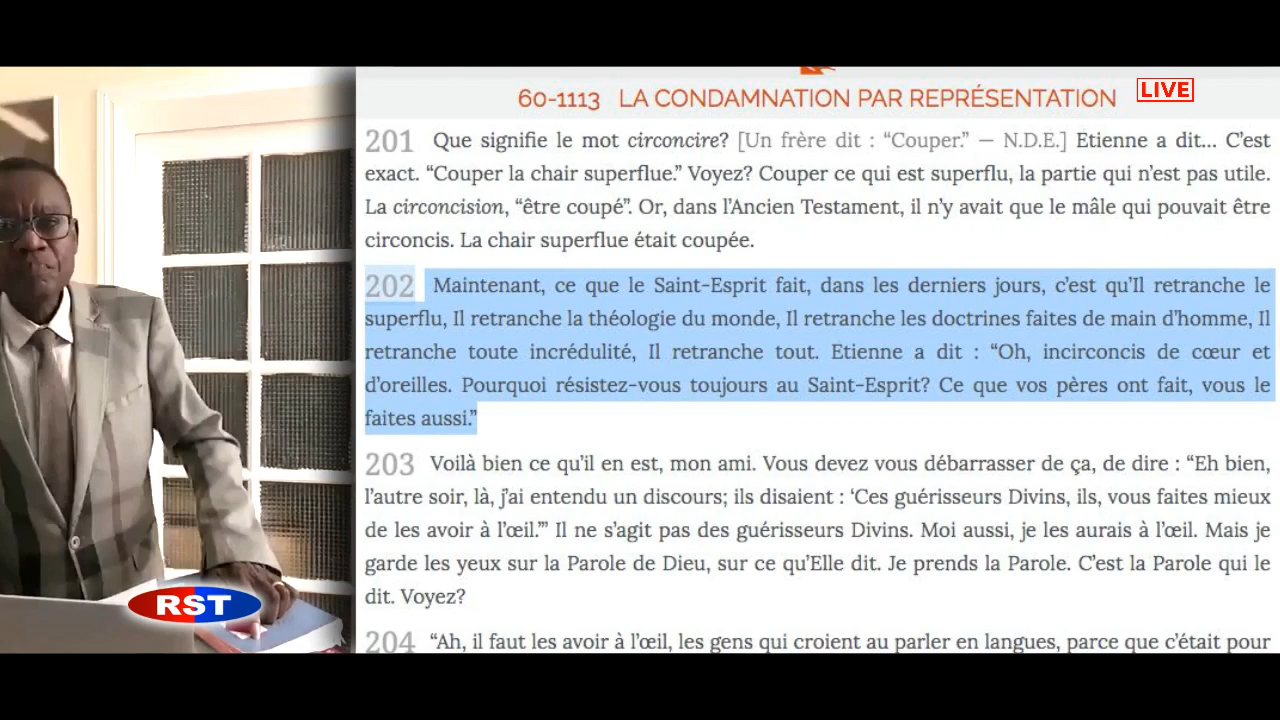 60-1113 LA CONDAMNATION PAR REPRÉSENTATION
LIVE
201 Que signifie le mot circoncire? [Un frère dit : “Couper.” — N.D.E.] Etienne a dit... C’est
exact. “Couper la chair superflue.” Voyez? Couper ce qui est superflu, la partie qui n’est pas utile.
La circoncision, “être coupé”. Or, dans l’Ancien Testament, il n’y avait que le mâle qui pouvait être
circoncis. La chair superflue était coupée.
202 Maintenant, ce que le Saint-Esprit fait, dans les derniers jours, c’est qu’Il retranche le
superflu, Il retranche la théologie du monde, Il retranche les doctrines faites de main d’homme, Il
retranche toute incrédulité, Il retranche tout. Etienne a dit : “Oh, incirconcis de cœur et
d’oreilles. Pourquoi résistez-vous toujours au Saint-Esprit? Ce que vos pères ont fait, vous le
faites aussi.”
203 Voilà bien ce qu’il en est, mon ami. Vous devez vous débarrasser de ça, de dire : “Eh bien,
l’autre soir, là, j’ai entendu un discours; ils disaient : ‘Ces guérisseurs Divins, ils, vous faites mieux
de les avoir à l’œil.’” Il ne s’agit pas des guérisseurs Divins. Moi aussi, je les aurais à l’œil. Mais je
garde les yeux sur la Parole de Dieu, sur ce qu’Elle dit. Je prends la Parole. C’est la Parole qui le
dit. Voyez?
204 “Ah, il faut les avoir à l’œil, les gens qui croient au parler en langues, parce que c’était pour
RST